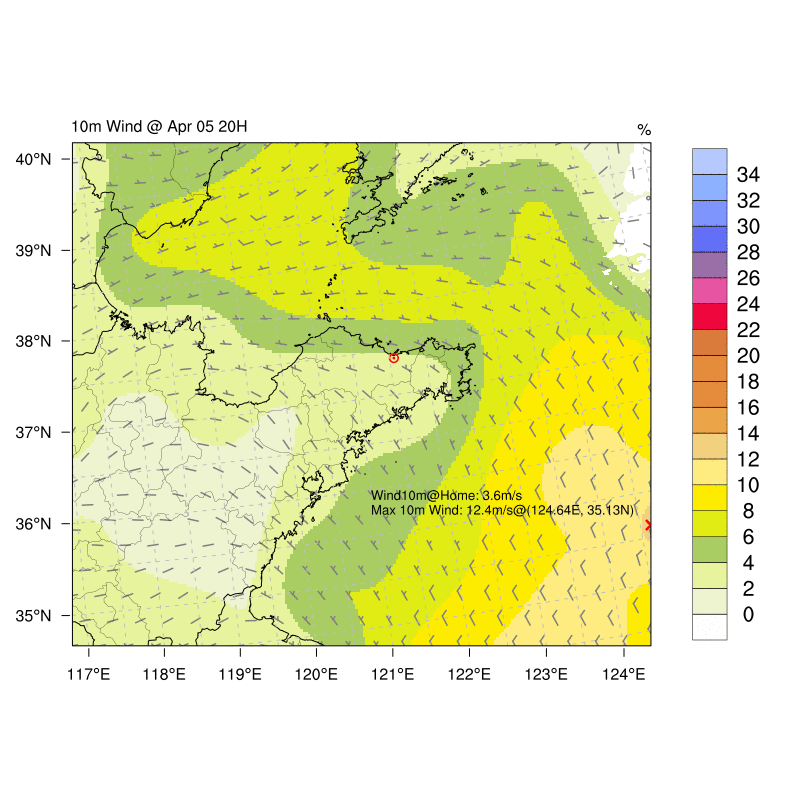 10m Wind @ Apr 05 20H
%
40°N
39°N
38°N
37°N
36°N
35°N
117°E
118°E
119°E
120°E
121°E
122°E
123°E
124°E
Wind10m@Home: 3.6m/s
Max 10m Wind: 12.4m/s@(124.64E, 35.13N)
34
32
30
28
26
24
22
20
18
16
14
12
10
8
6
4
2
0